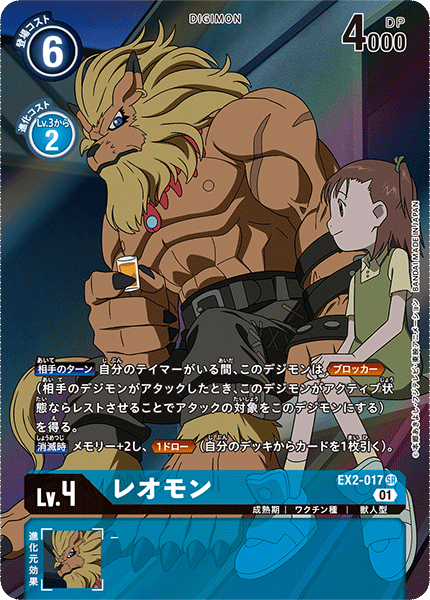 登場コスト
6
DIGIMON
DP
4000
進化コスト
Lv.3から
2
BANDAI MADE IN JAPAN
相手のターン 自分のテイマーがいる間、このデジモンは ブロッカー
(相手のデジモンがアタックしたとき、このデジモンがアクティブ状
態ならレストさせることでアタックの対象をこのデジモンにする)
を得る。
消滅時 メモリー+2し、1ドロー(自分のデッキからカードを1枚引く)。
Lv.4
レオモン
EX2-017 SR
01
成熟期 | ワクチン種 | 獣人型
進化元効果
–